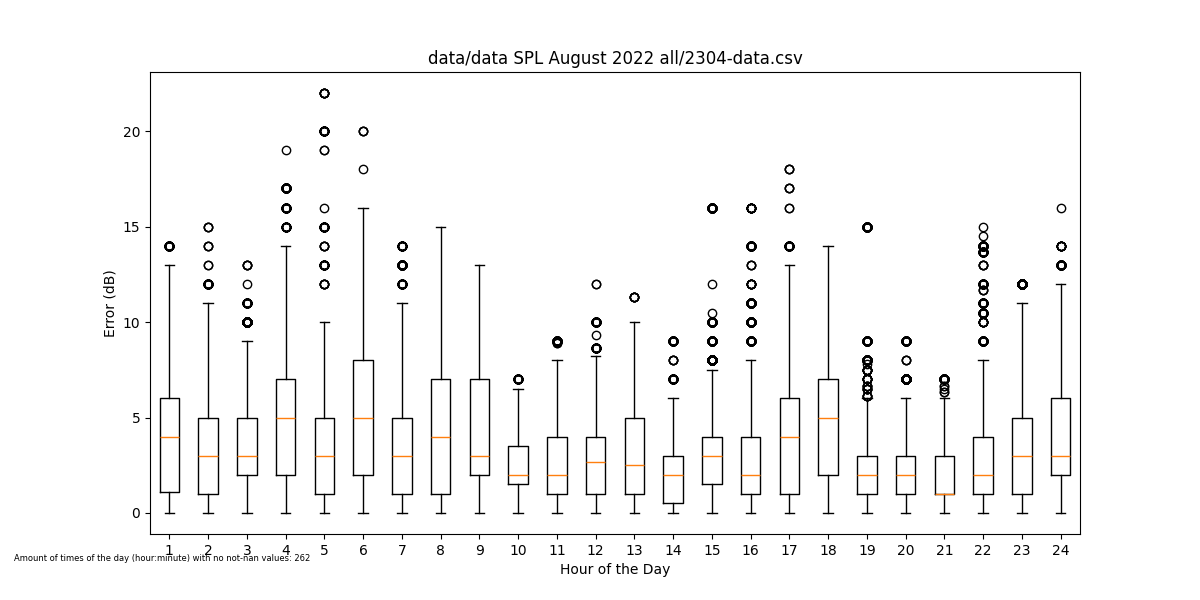 data/data SPL August 2022 all/2304-data.csv
20
15
10
5
0
Error (dB)
1 2 3 4 5 6 7 8 9 10 11 12 13 14 15 16 17 18 19 20 21 22 23 24
Amount of times of the day (hour:minute) with no not-nan values: 262
Hour of the Day